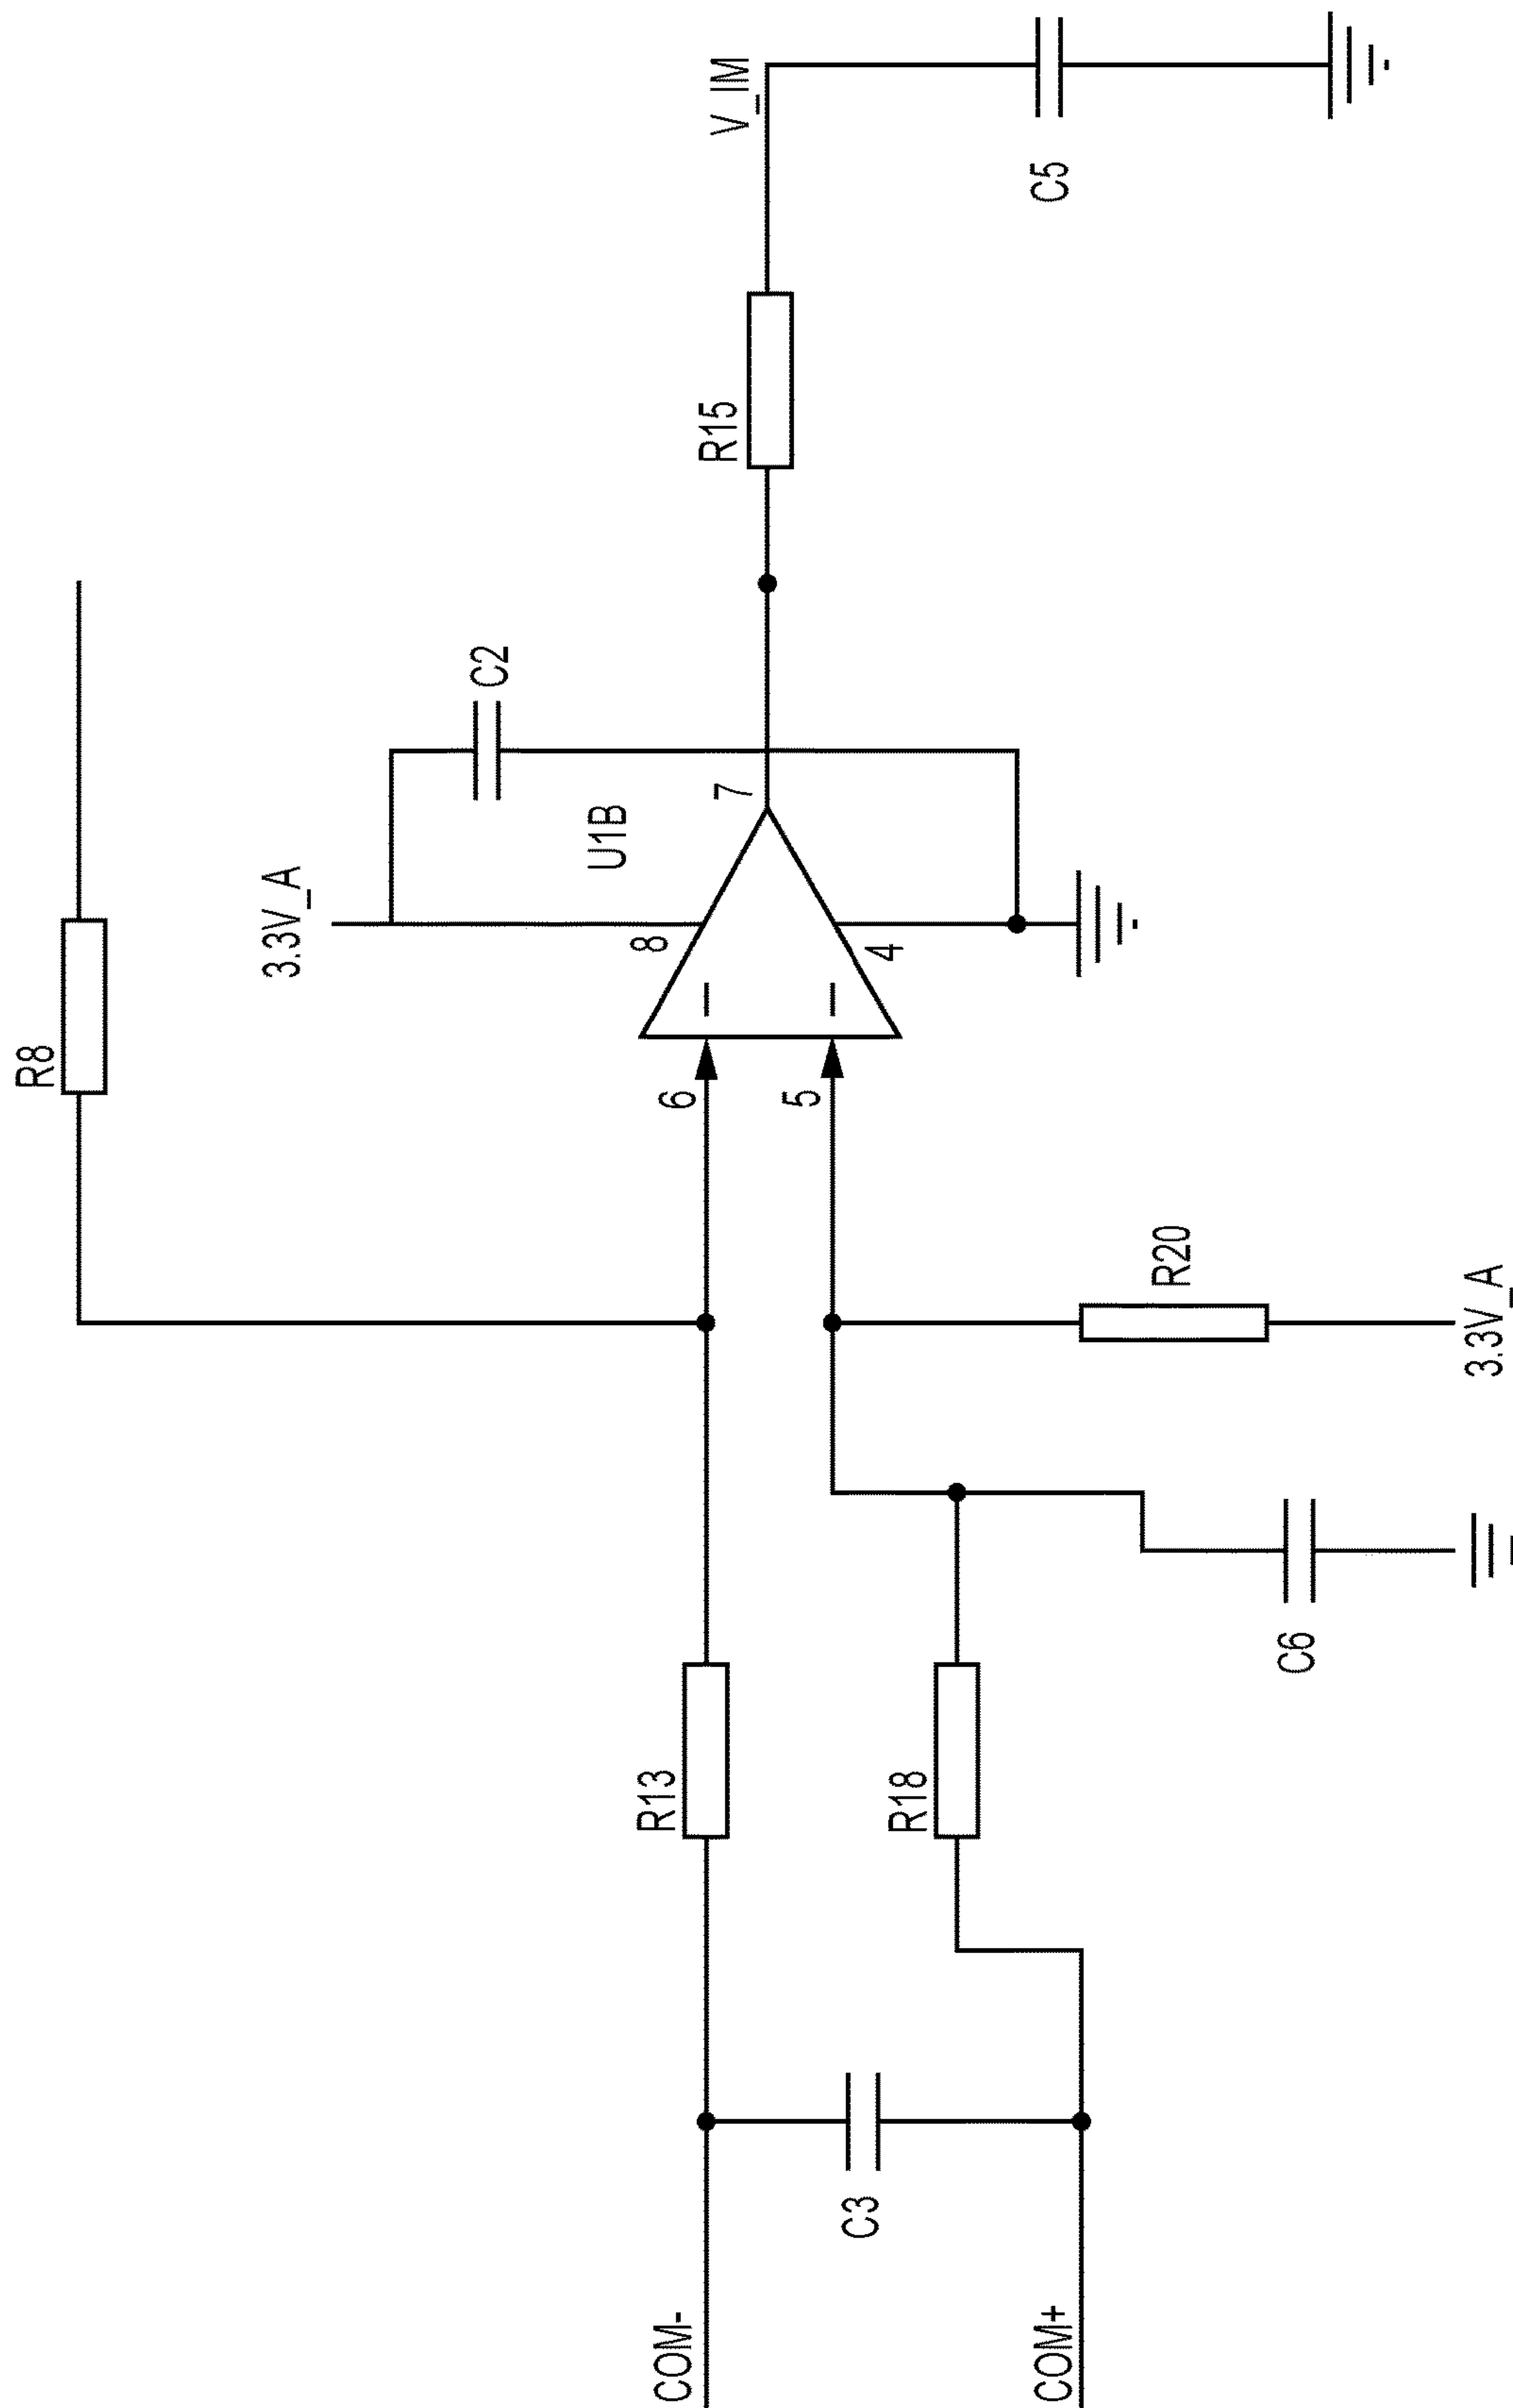 R8
3.3V_A
C2
U1B
8
7
6
5
4
R15
V_IM
C5
R13
R18
R20
3.3V_A
C6
C3
COM-
COM+